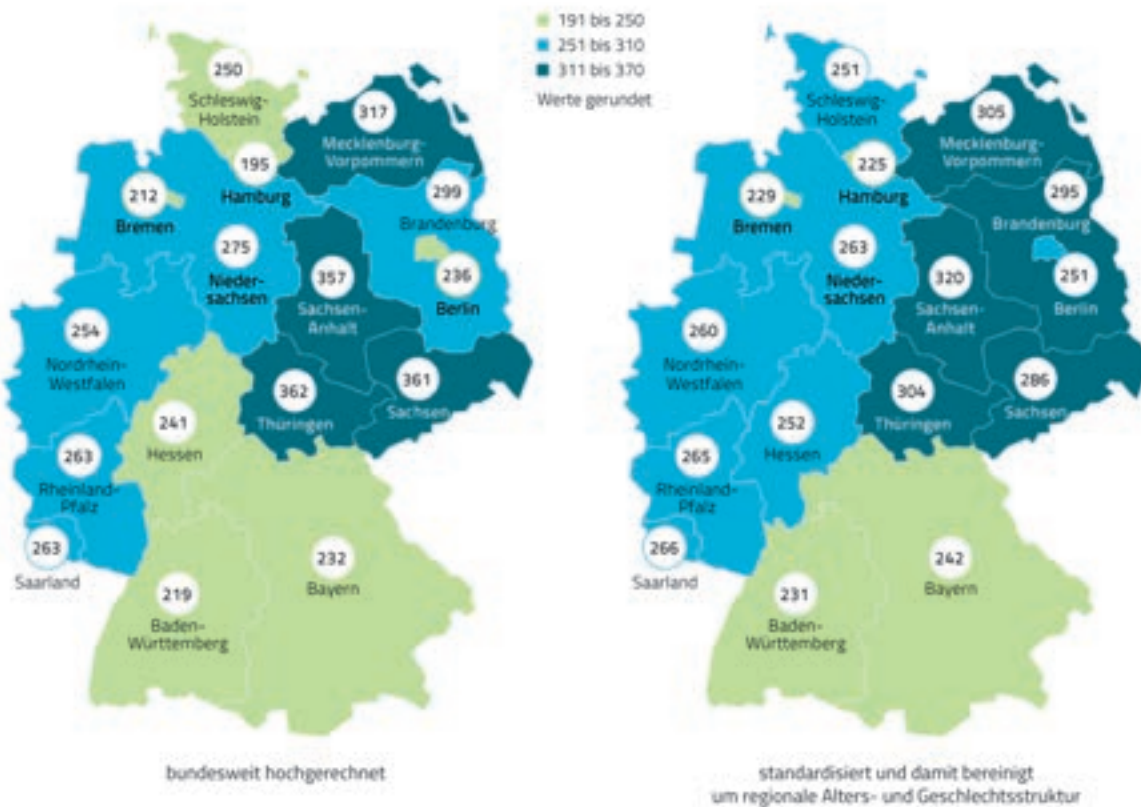 191 bis 250
251 bis 310
311 bis 370
Werte gerundet
250
Schleswig-
Holstein
317
Mecklenburg-
Vorpommern
195
Hamburg
212
Bremen
299
Brandenburg
275
Nieder-
sachsen
357
Sachsen-
Anhalt
236
Berlin
254
Nordrhein-
Westfalen
361
Sachsen
362
Thüringen
241
Hessen
263
Rheinland-
Pfalz
263
Saarland
232
Bayern
219
Baden-
Württemberg
bundesweit hochgerechnet
251
Schleswig-
Holstein
305
Mecklenburg-
Vorpommern
225
Hamburg
229
Bremen
295
Brandenburg
263
Nieder-
sachsen
320
Sachsen-
Anhalt
251
Berlin
260
Nordrhein-
Westfalen
286
Sachsen
304
Thüringen
252
Hessen
265
Rheinland-
Pfalz
266
Saarland
242
Bayern
231
Baden-
Württemberg
standardisiert und damit bereinigt
um regionale Alters- und Geschlechtsstruktur